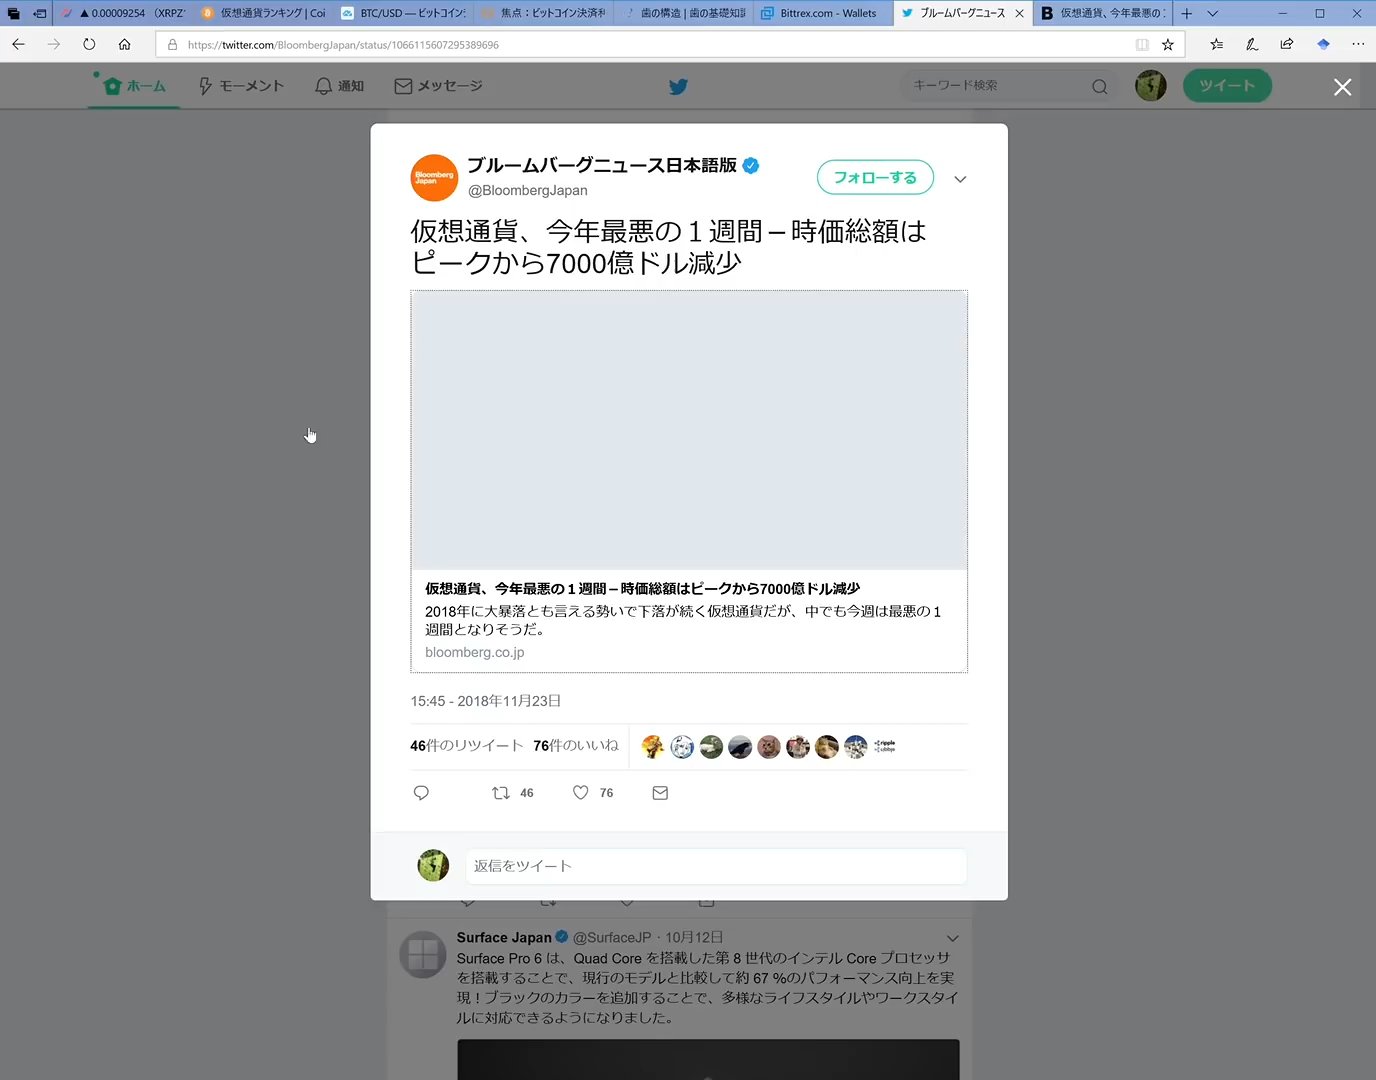 ▲ 0.00009254 （XRPZ
仮想通貨ランキング | Coi
BTC/USD — ビットコイン
焦点：ビットコイン決済
歯の構造 | 歯の基礎知
Bittrex.com - Wallets
ブルームバーグニュース
仮想通貨、今年最悪の
https://twitter.com/BloombergJapan/status/1066115607295389696
ホーム
モーメント
通知
メッセージ
キーワード検索
ツイート
Bloomberg
Japan
ブルームバーグニュース日本語版
@BloombergJapan
フォローする
仮想通貨、今年最悪の１週間－時価総額は
ピークから7000億ドル減少
仮想通貨、今年最悪の１週間－時価総額はピークから7000億ドル減少
2018年に大暴落とも言える勢いで下落が続く仮想通貨だが、中でも今週は最悪の１
週間となりそうだ。
bloomberg.co.jp
15:45 - 2018年11月23日
46件のリツイート 76件のいいね
ripple
46
76
返信をツイート
Surface Japan @SurfaceJP · 10月12日
Surface Pro 6 は、Quad Core を搭載した第 8 世代のインテル Core プロセッサ
を搭載することで、現行のモデルと比較して約 67 %のパフォーマンス向上を実
現！ブラックのカラーを追加することで、多様なライフスタイルやワークスタイ
ルに対応できるようになりました。